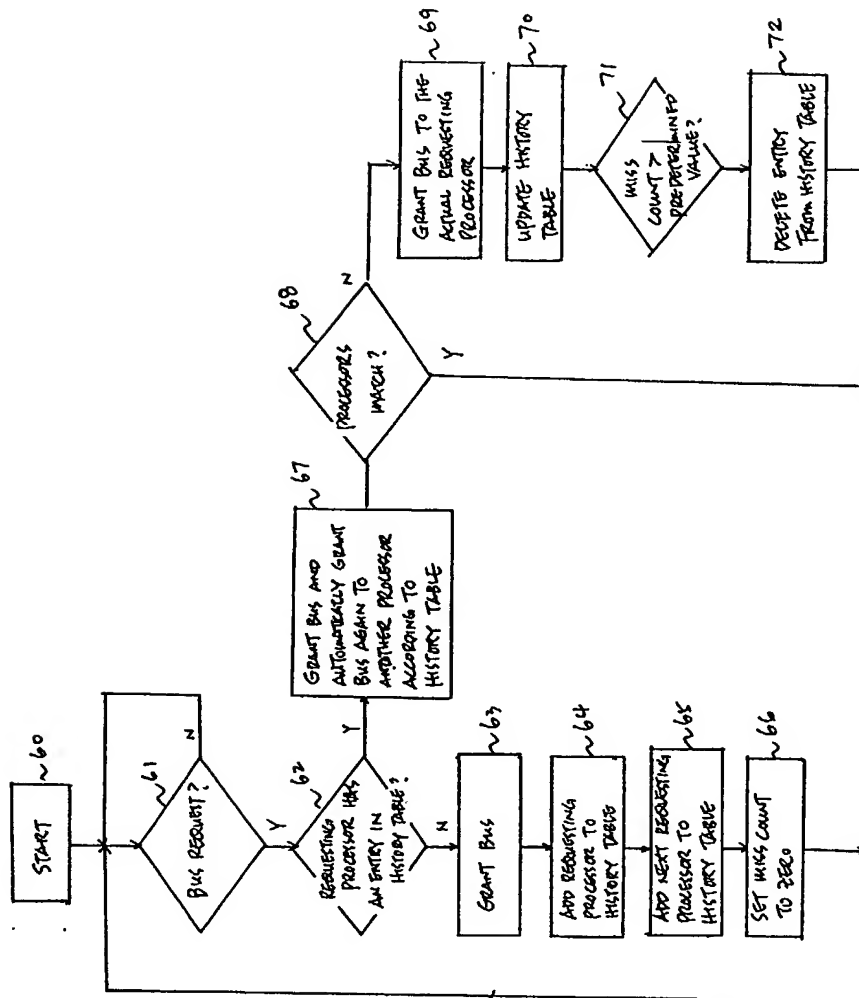 START
60
BUS REQUEST?
61
N
Y
REQUESTING
PROCESSOR HAS
AN ENTRY IN
HISTORY TABLE?
62
Y
N
GRANT BUS
63
ADD REQUESTING
PROCESSOR TO
HISTORY TABLE
64
ADD NEXT REQUESTING
PROCESSOR TO
HISTORY TABLE
65
SET MISS COUNT
TO ZERO
66
GRANT BUS AND
AUTOMATICALLY GRANT
BUS AGAIN TO
ANOTHER PROCESSOR
ACCORDING TO
HISTORY TABLE
67
PROCESSORS
MATCH?
68
N
Y
GRANT BUS TO THE
ACTUAL REQUESTING
PROCESSOR
69
UPDATE HISTORY
TABLE
70
MISS
COUNT >
PREDETERMINED
VALUE?
71
DELETE ENTRY
FROM HISTORY TABLE
72